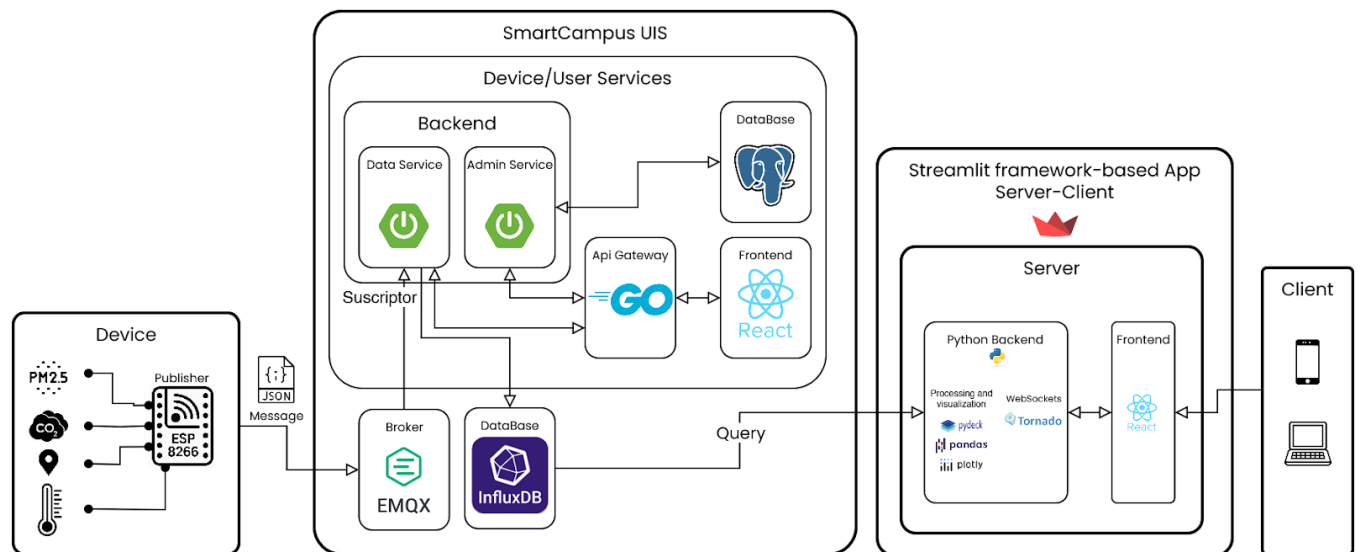 SmartCampus UIS
Device/User Services
Backend
Data Service
Admin Service
DataBase
Api Gateway
GO
Frontend
React
Suscriptor
Device
PM2.5
CO2
Publisher
ESP
8266
{;}
JSON
Message
Broker
EMQX
DataBase
InfluxDB
Query
Streamlit framework-based App
Server-Client
Server
Python Backend
Processing and
visualization
pydeck
pandas
plotly
WebSockets
Tornado
Frontend
React
Client